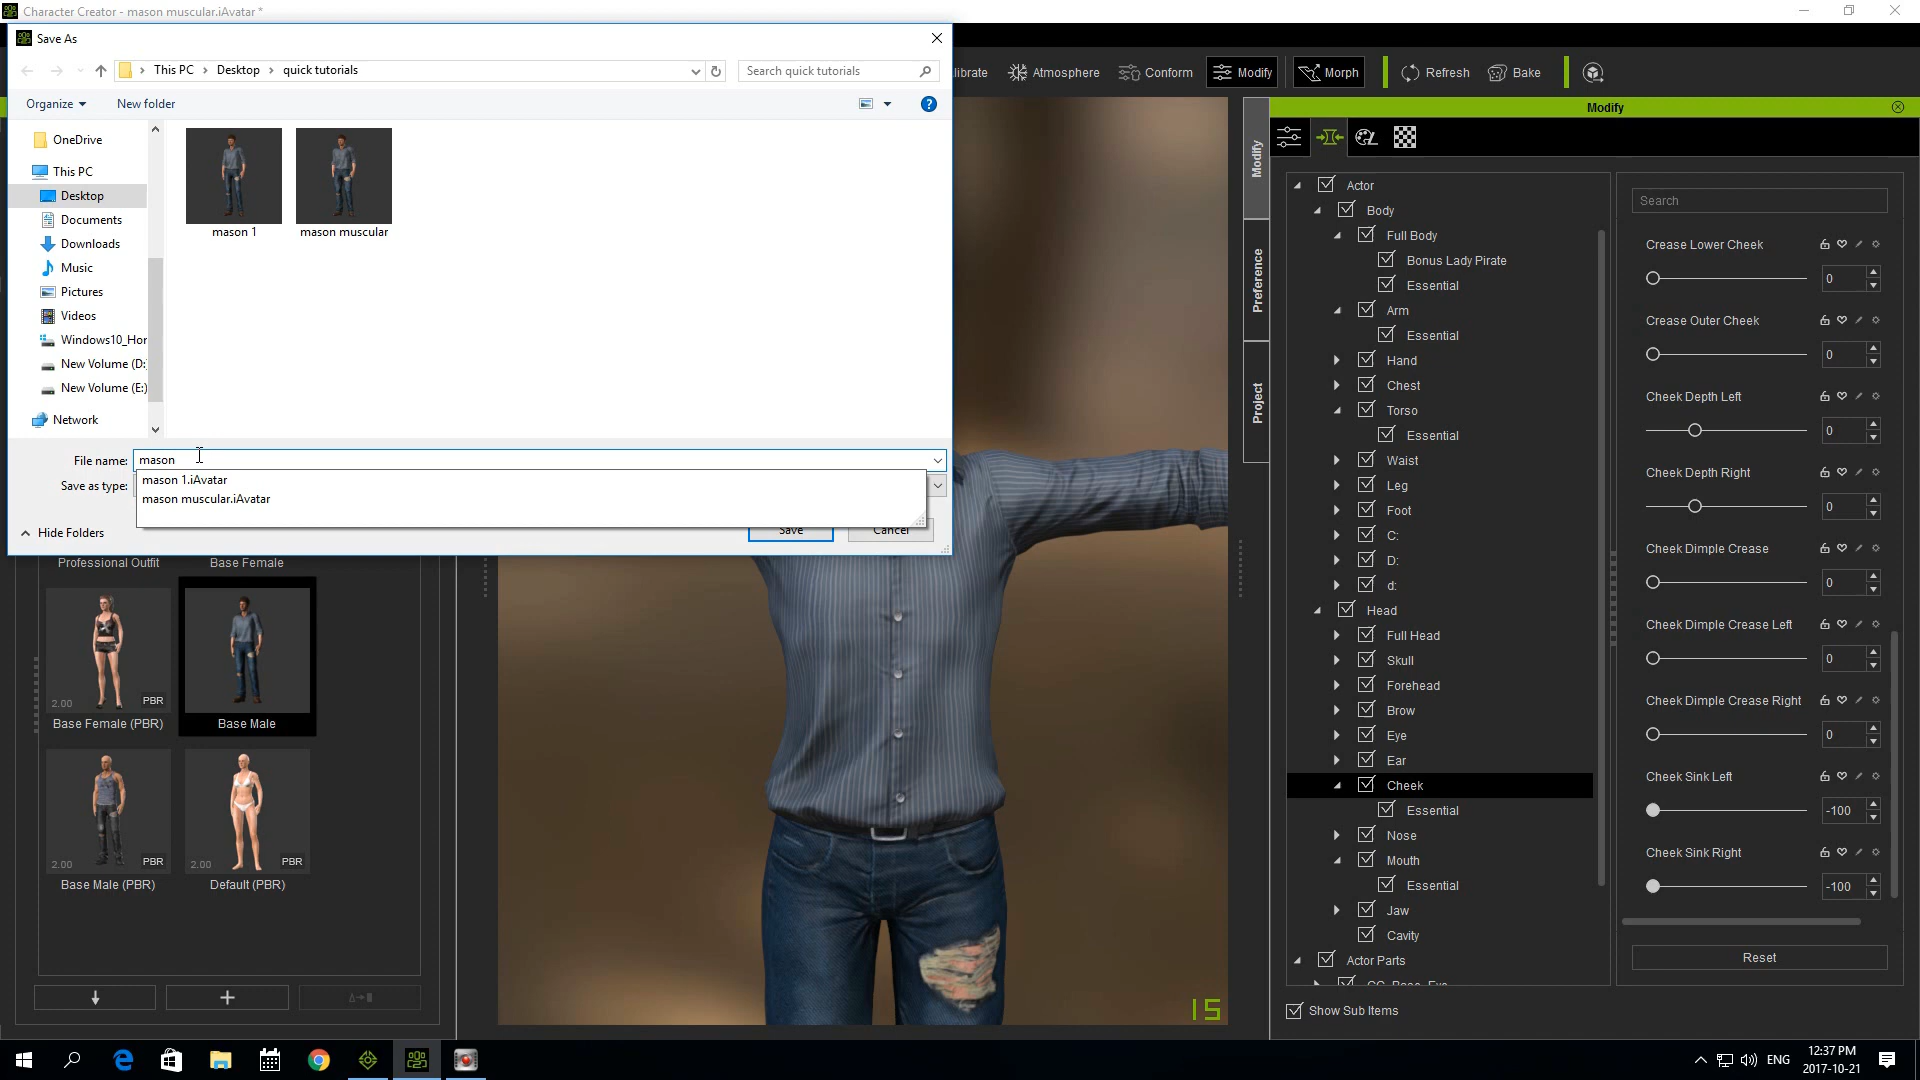 Character Creator - mason muscular.iAvatar *
Save As
This PC > Desktop > quick tutorials
Search quick tutorials
Organize
New folder
OneDrive
This PC
Desktop
Documents
Downloads
Music
Pictures
Videos
Windows10_Hor
New Volume (D:
New Volume (E:)
Network
mason 1
mason muscular
File name: mason
mason 1.iAvatar
mason muscular.iAvatar
Save as type:
Hide Folders
Save
Cancel
librate
Atmosphere
Conform
Modify
Morph
Refresh
Bake
Modify
Modify
Preference
Project
Actor
Body
Full Body
Bonus Lady Pirate
Essential
Arm
Essential
Hand
Chest
Torso
Essential
Waist
Leg
Foot
C:
D:
d:
Head
Full Head
Skull
Forehead
Brow
Eye
Ear
Cheek
Essential
Nose
Mouth
Essential
Jaw
Cavity
Actor Parts
Show Sub Items
Search
Crease Lower Cheek
0
Crease Outer Cheek
0
Cheek Depth Left
0
Cheek Depth Right
0
Cheek Dimple Crease
0
Cheek Dimple Crease Left
0
Cheek Dimple Crease Right
0
Cheek Sink Left
-100
Cheek Sink Right
-100
Reset
Professional Outfit
Base Female
2.00 PBR
Base Female (PBR)
Base Male
2.00 PBR
Base Male (PBR)
2.00 PBR
Default (PBR)
ENG
12:37 PM
2017-10-21